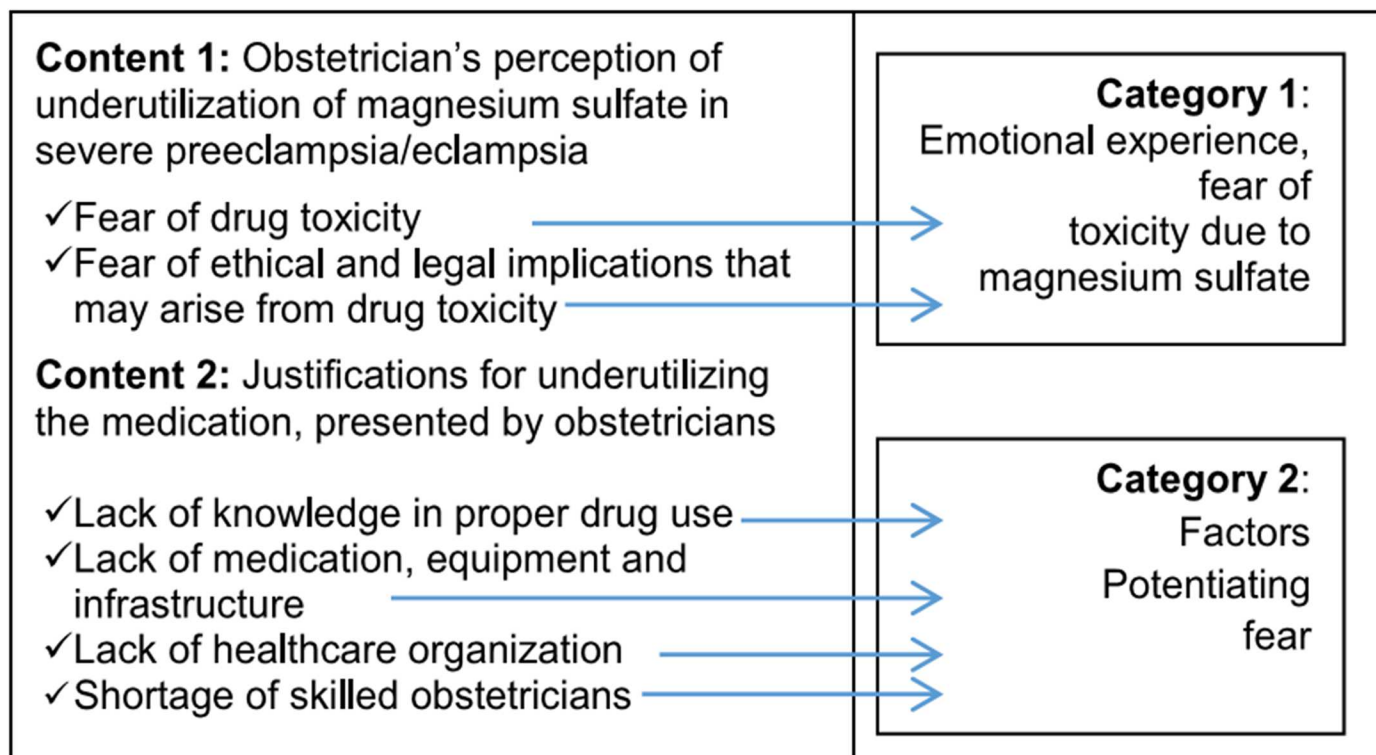 Content 1: Obstetrician's perception of
underutilization of magnesium sulfate in
severe preeclampsia/eclampsia
✓Fear of drug toxicity
✓Fear of ethical and legal implications that
may arise from drug toxicity
Content 2: Justifications for underutilizing
the medication, presented by obstetricians
✓Lack of knowledge in proper drug use
✓Lack of medication, equipment and
infrastructure
✓Lack of healthcare organization
✓Shortage of skilled obstetricians
Category 1:
Emotional experience,
fear of
toxicity due to
magnesium sulfate
Category 2:
Factors
Potentiating
fear